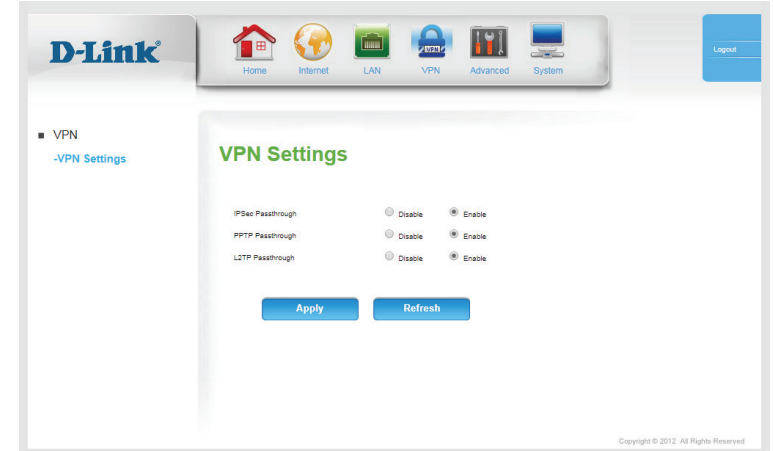 D-Link®
Home Internet LAN VPN Advanced System
Logout
VPN
-VPN Settings
VPN Settings
IPSec Passthrough Disable Enable
PPTP Passthrough Disable Enable
L2TP Passthrough Disable Enable
Apply Refresh
Copyright © 2012 All Rights Reserved